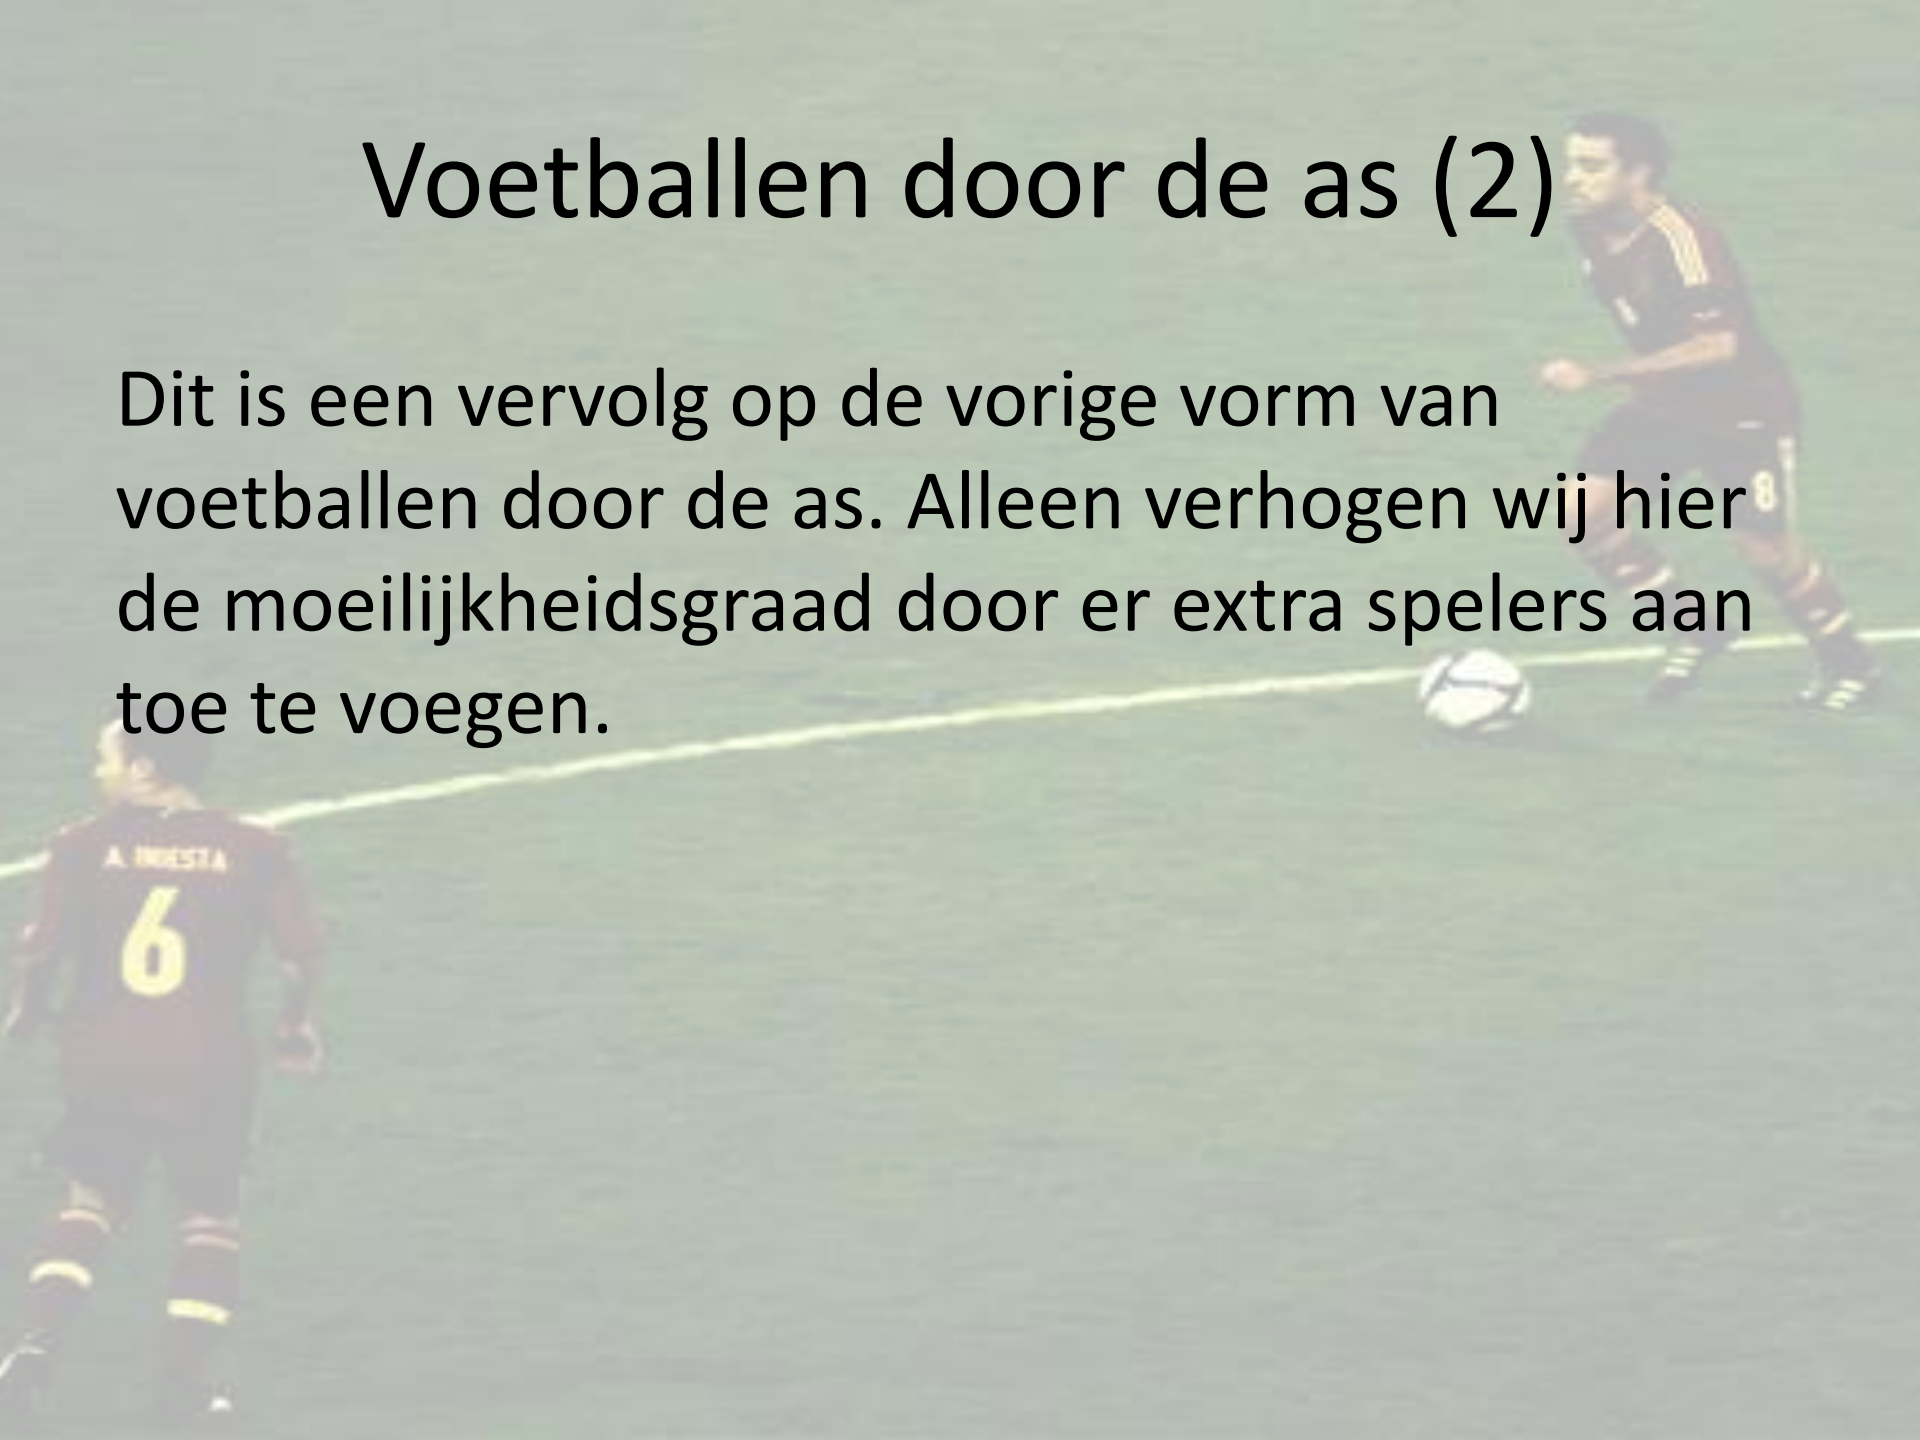 Voetballen door de as (2)
Dit is een vervolg op de vorige vorm van
voetballen door de as. Alleen verhogen wij hier
de moeilijkheidsgraad door er extra spelers aan
toe te voegen.
8
A. INIESTA
6